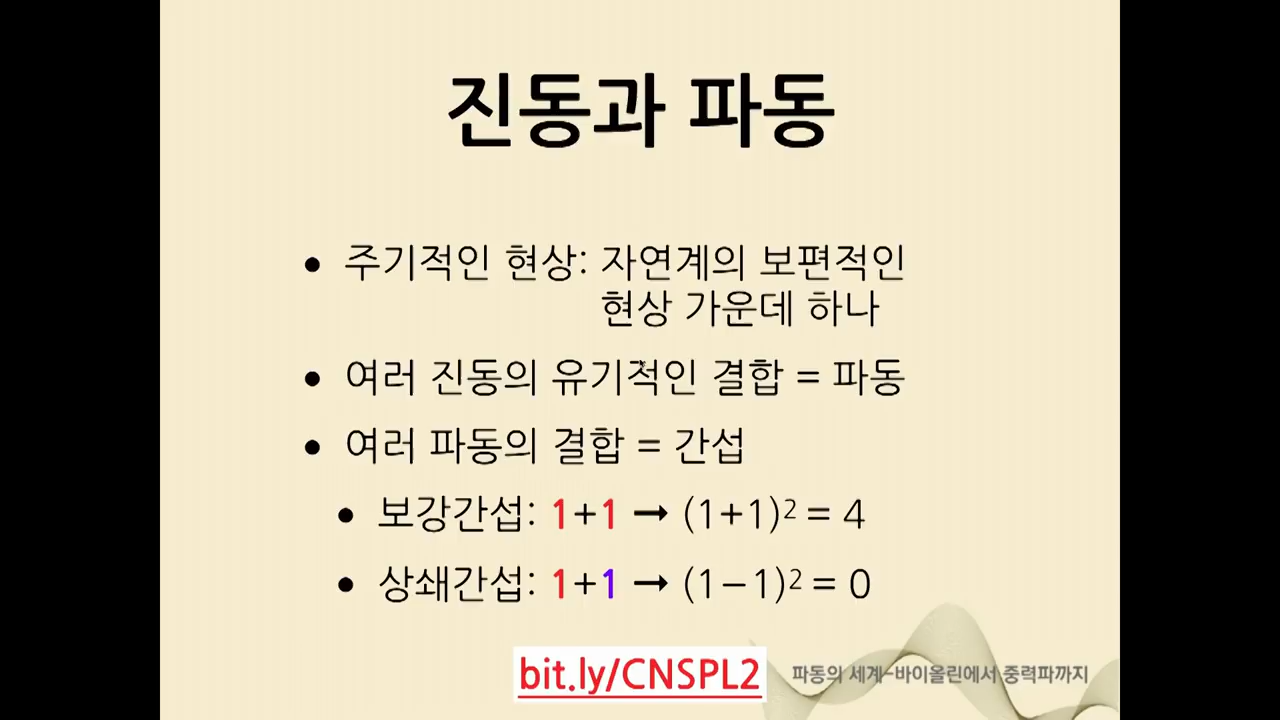 진동과 파동
• 주기적인 현상: 자연계의 보편적인
현상 가운데 하나
• 여러 진동의 유기적인 결합 = 파동
• 여러 파동의 결합 = 간섭
• 보강간섭: 1+1 → (1+1)² = 4
• 상쇄간섭: 1+1 → (1−1)² = 0
bit.ly/CNSPL2
파동의 세계-바이올린에서 중력파까지